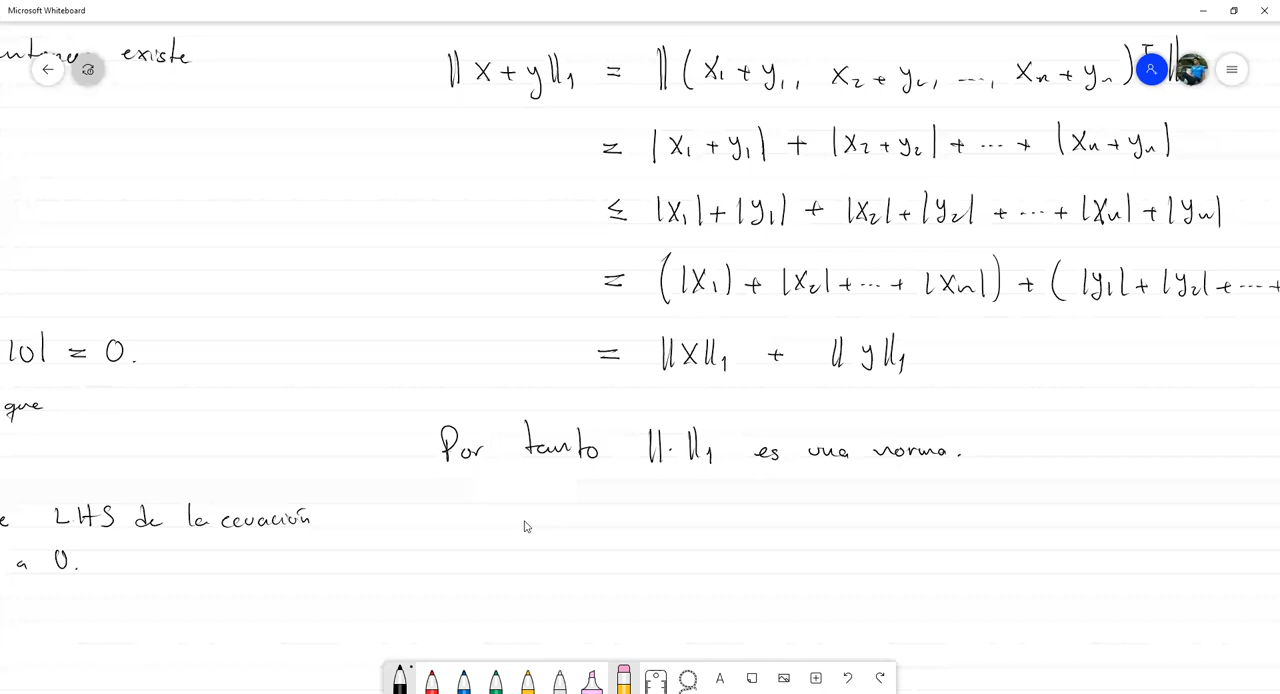 Microsoft Whiteboard
existe
|0| = 0.
que
LHS de la ecuación
a 0.
||x + y||₁ = ||(x₁ + y₁, x₂ + y₂, ..., xₙ + yₙ)ᵀ||
= |x₁ + y₁| + |x₂ + y₂| + ... + |xₙ + yₙ|
≤ |x₁| + |y₁| + |x₂| + |y₂| + ... + |xₙ| + |yₙ|
= (|x₁| + |x₂| + ... + |xₙ|) + (|y₁| + |y₂| + ... +
= ||x||₁ + ||y||₁
Por tanto ||·||₁ es una norma.
A